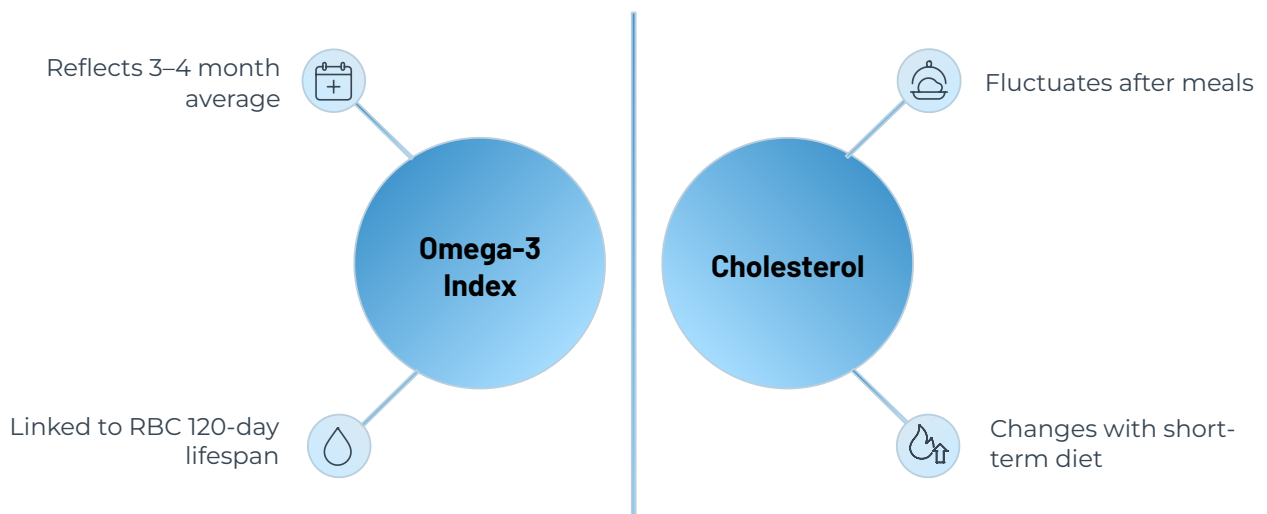 Reflects 3–4 month
average
Omega-3
Index
Linked to RBC 120-day
lifespan
Fluctuates after meals
Cholesterol
Changes with short-
term diet